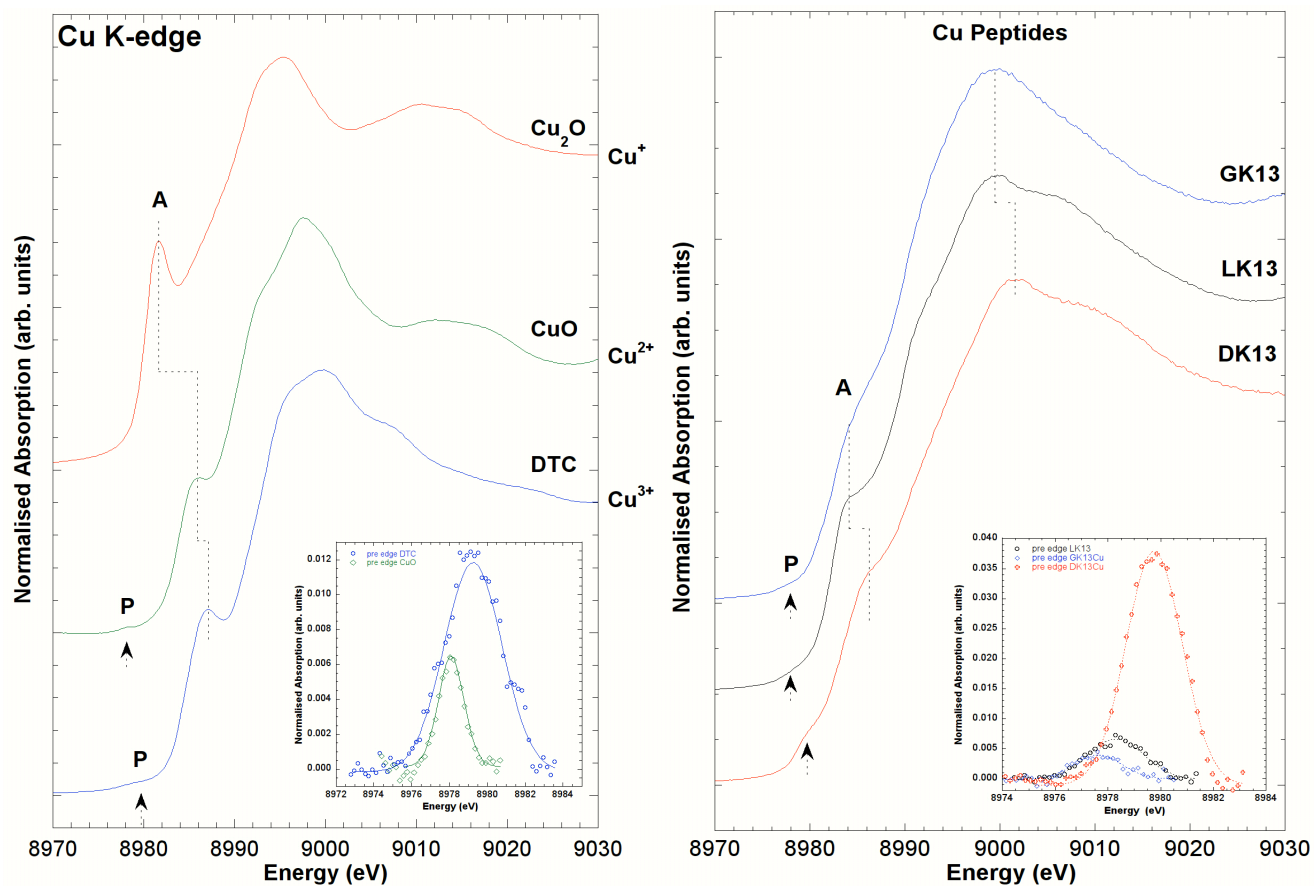 Cu K-edge
Normalised Absorption (arb. units)
A
Cu2O
Cu+
CuO
Cu2+
DTC
Cu3+
P
P
pre edge DTC
pre edge CuO
Normalised Absorption (arb. units)
0.012
0.010
0.008
0.006
0.004
0.002
0.000
8972 8974 8976 8978 8980 8982 8984
Energy (eV)
8970 8980 8990 9000 9010 9020 9030
Energy (eV)
Cu Peptides
Normalised Absorption (arb. units)
GK13
LK13
DK13
A
P
pre edge LK13
pre edge GK13Cu
pre edge DK13Cu
Normalised Absorption (arb. units)
0.040
0.035
0.030
0.025
0.020
0.015
0.010
0.005
0.000
8974 8976 8978 8980 8982 8984
Energy (eV)
8970 8980 8990 9000 9010 9020 9030
Energy (eV)